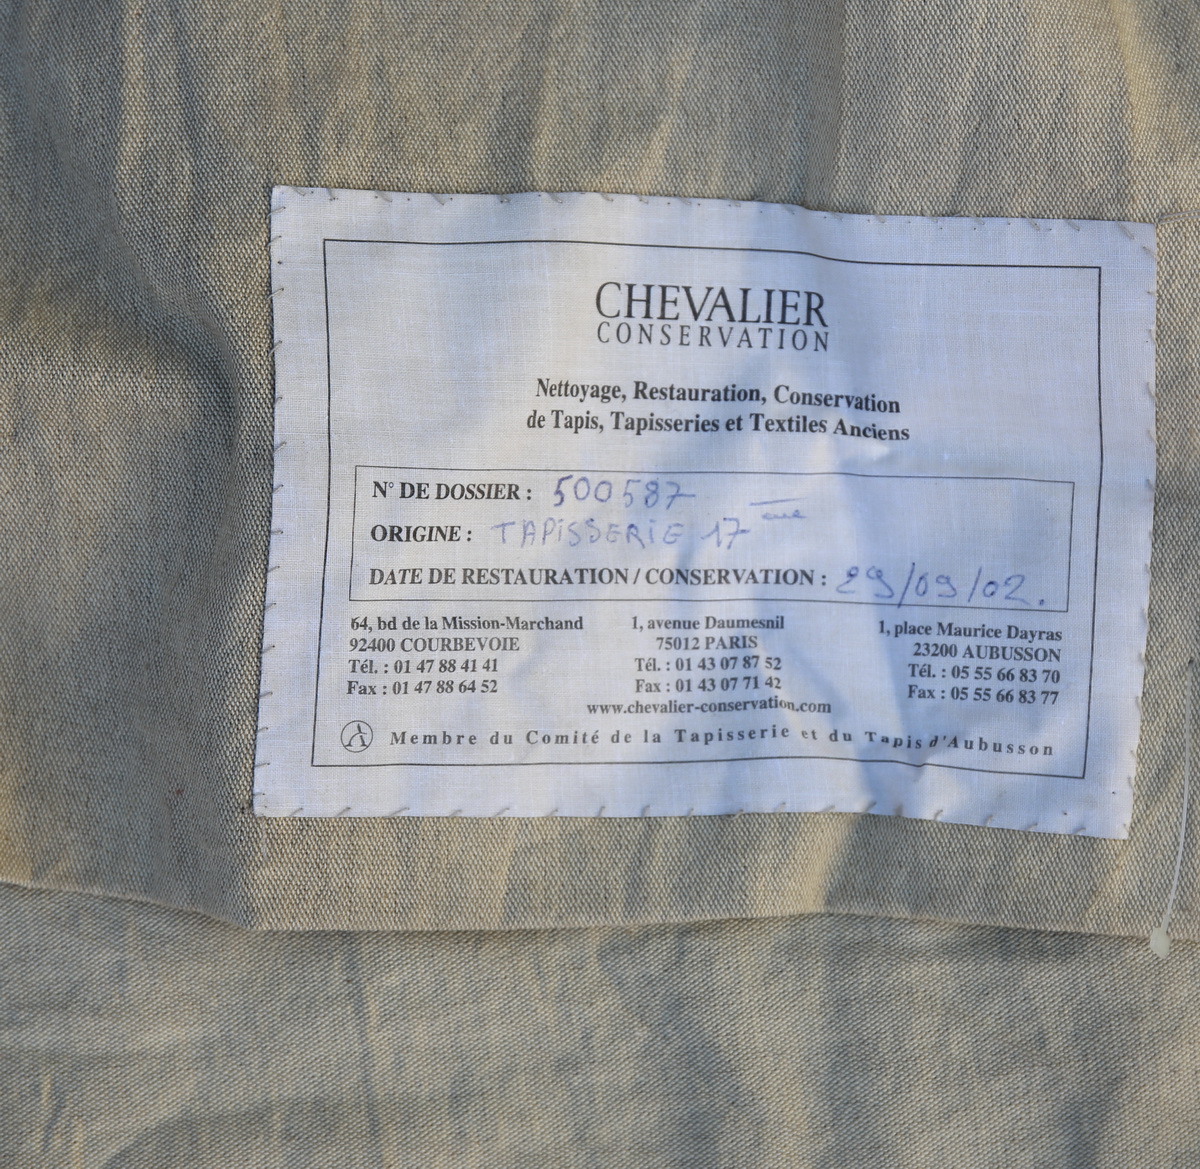 CHEVALIER
CONSERVATION
Nettoyage, Restauration, Conservation
de Tapis, Tapisseries et Textiles Anciens
N° DE DOSSIER : 500587
ORIGINE : TAPISSERIE 17ème
DATE DE RESTAURATION / CONSERVATION : 29/09/02.
64, bd de la Mission-Marchand
92400 COURBEVOIE
Tél. : 01 47 88 41 41
Fax : 01 47 88 64 52
1, avenue Daumesnil
75012 PARIS
Tél. : 01 43 07 87 52
Fax : 01 43 07 71 42
1, place Maurice Dayras
23200 AUBUSSON
Tél. : 05 55 66 83 70
Fax : 05 55 66 83 77
www.chevalier-conservation.com
Membre du Comité de la Tapisserie et du Tapis d'Aubusson